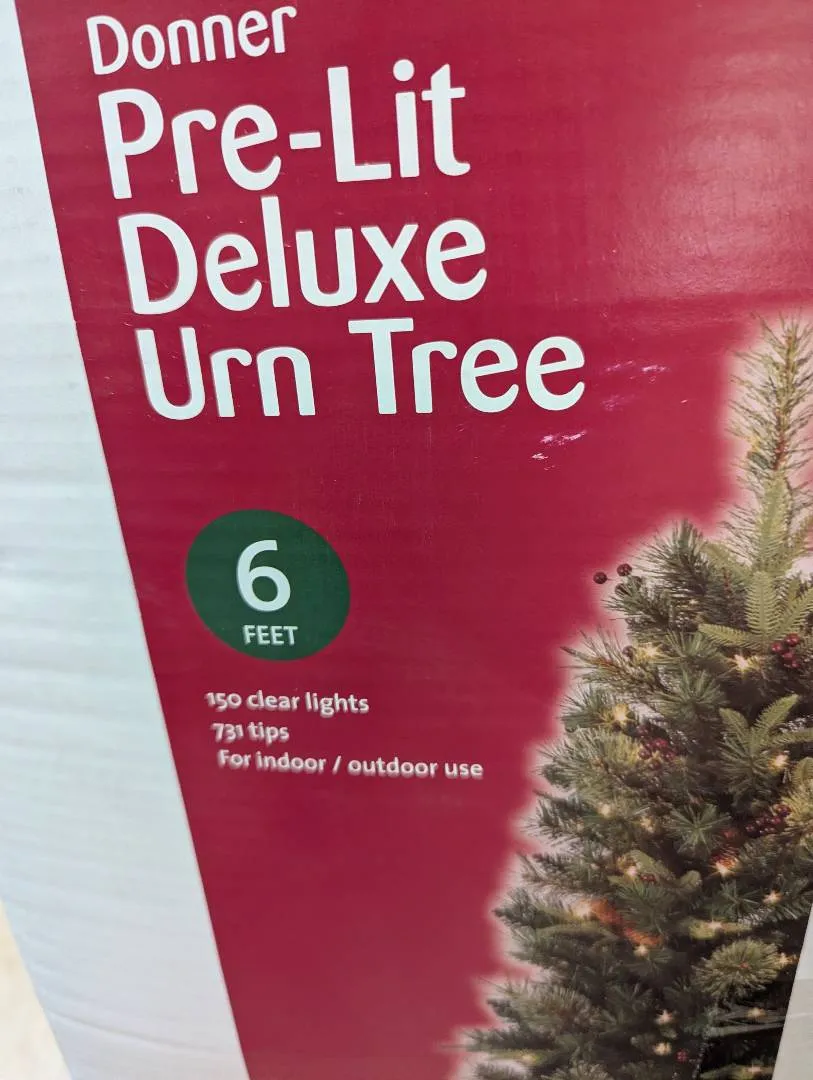 Donner
Pre-Lit
Deluxe
Urn Tree
6
FEET
150 clear lights
731 tips
For indoor / outdoor use